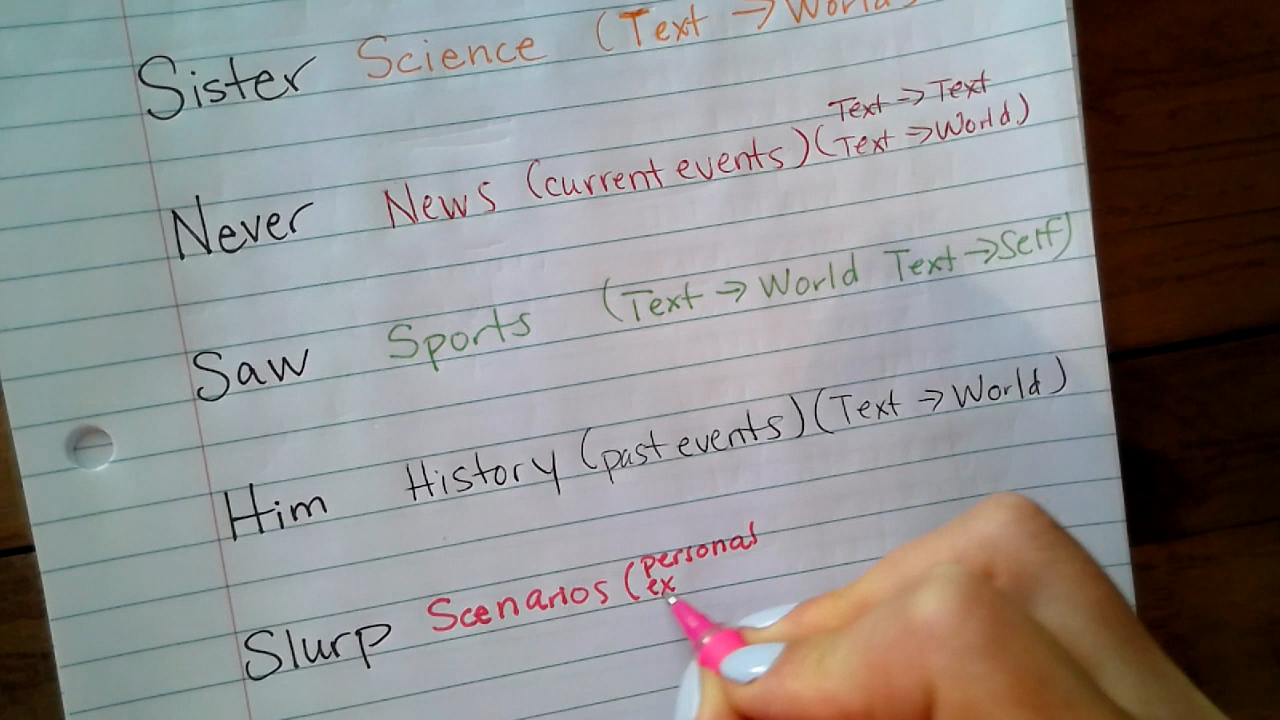 Sister Science (Text → World)
Text → Text
Never News (current events) (Text → World)
Saw Sports (Text → World Text → Self)
Him History (past events) (Text → World)
Slurp Scenarios (personal
ex